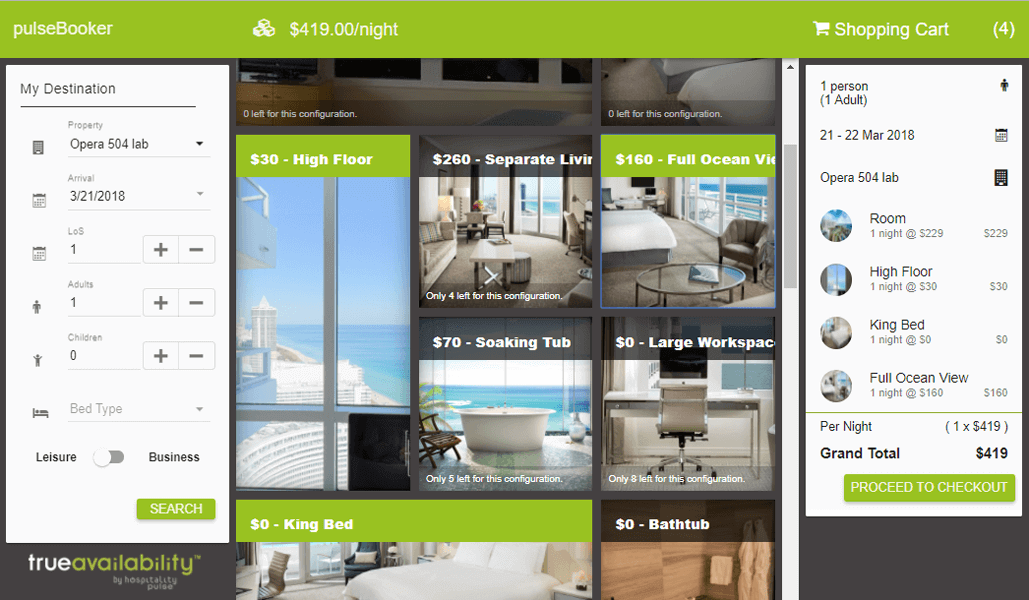 pulseBooker
$419.00/night
Shopping Cart
(4)
My Destination
Property
Opera 504 lab
Arrival
3/21/2018
LoS
1
Adults
1
Children
0
Bed Type
Leisure
Business
SEARCH
trueavailability™
by hospitality
pulse
0 left for this configuration.
0 left for this configuration.
$30 - High Floor
$260 - Separate Livin
Only 4 left for this configuration.
$160 - Full Ocean Vie
$70 - Soaking Tub
Only 5 left for this configuration.
$0 - Large Workspac
Only 8 left for this configuration.
$0 - King Bed
$0 - Bathtub
1 person
(1 Adult)
21 - 22 Mar 2018
Opera 504 lab
Room
1 night @ $229 $229
High Floor
1 night @ $30 $30
King Bed
1 night @ $0 $0
Full Ocean View
1 night @ $160 $160
Per Night ( 1 x $419 )
Grand Total $419
PROCEED TO CHECKOUT